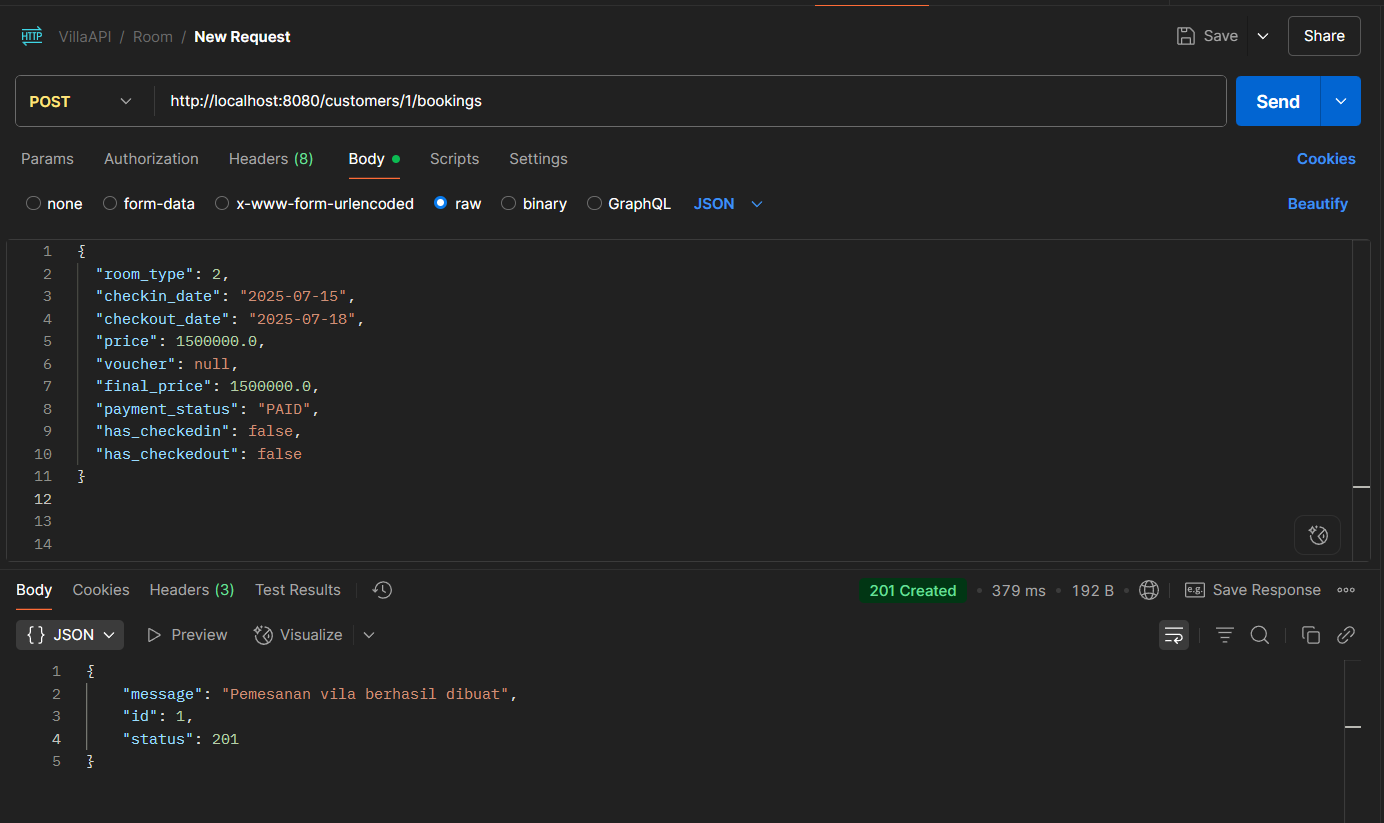 HTTP VillaAPI / Room / New Request Save Share
POST http://localhost:8080/customers/1/bookings Send
Params Authorization Headers (8) Body Scripts Settings Cookies
none form-data x-www-form-urlencoded raw binary GraphQL JSON Beautify
1 {
2 "room_type": 2,
3 "checkin_date": "2025-07-15",
4 "checkout_date": "2025-07-18",
5 "price": 1500000.0,
6 "voucher": null,
7 "final_price": 1500000.0,
8 "payment_status": "PAID",
9 "has_checkedin": false,
10 "has_checkedout": false
11 }
12
13
14
Body Cookies Headers (3) Test Results 201 Created • 379 ms • 192 B • e.g. Save Response
{} JSON Preview Visualize
1 {
2 "message": "Pemesanan vila berhasil dibuat",
3 "id": 1,
4 "status": 201
5 }